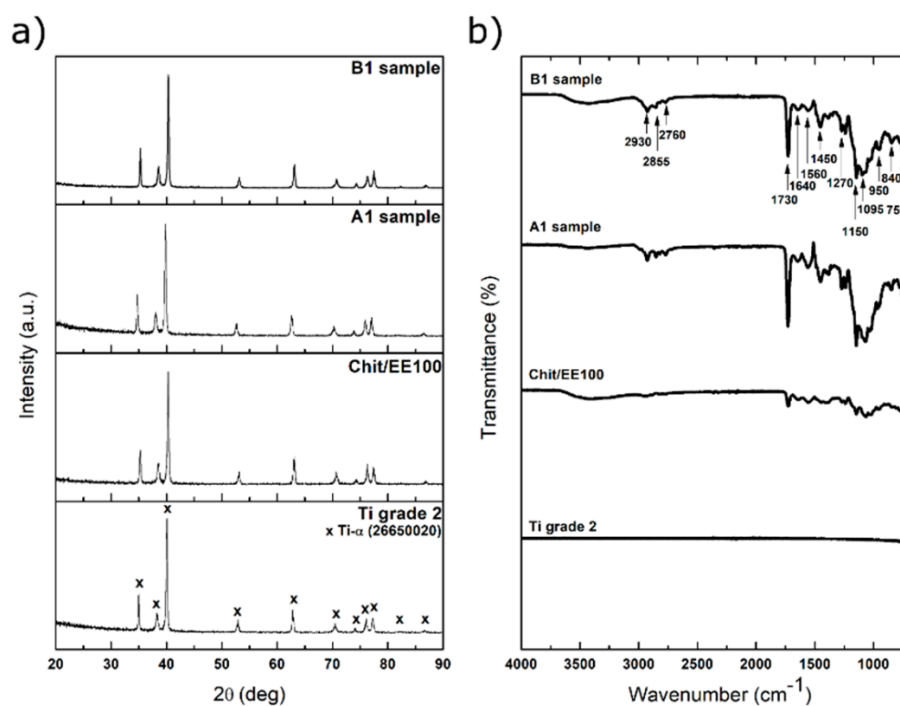 a)
B1 sample
A1 sample
Chit/EE100
Ti grade 2
x Ti-α (26650020)
x
x
x
x
x
x
x
x
x
x
x
Intensity (a.u.)
20 30 40 50 60 70 80 90
2θ (deg)
b)
B1 sample
2930
2855
2760
1730
1640
1560
1450
1270
1150
1095
950
840
75
A1 sample
Chit/EE100
Ti grade 2
Transmittance (%)
4000 3500 3000 2500 2000 1500 1000
Wavenumber (cm⁻¹)